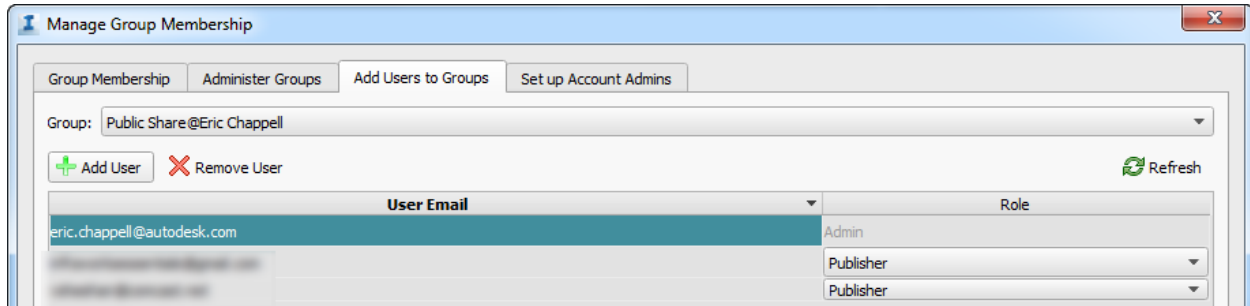 Manage Group Membership
Group Membership Administer Groups Add Users to Groups Set up Account Admins
Group: Public Share@Eric Chappell
Add User Remove User Refresh
User Email Role
eric.chappell@autodesk.com Admin
Publisher
Publisher